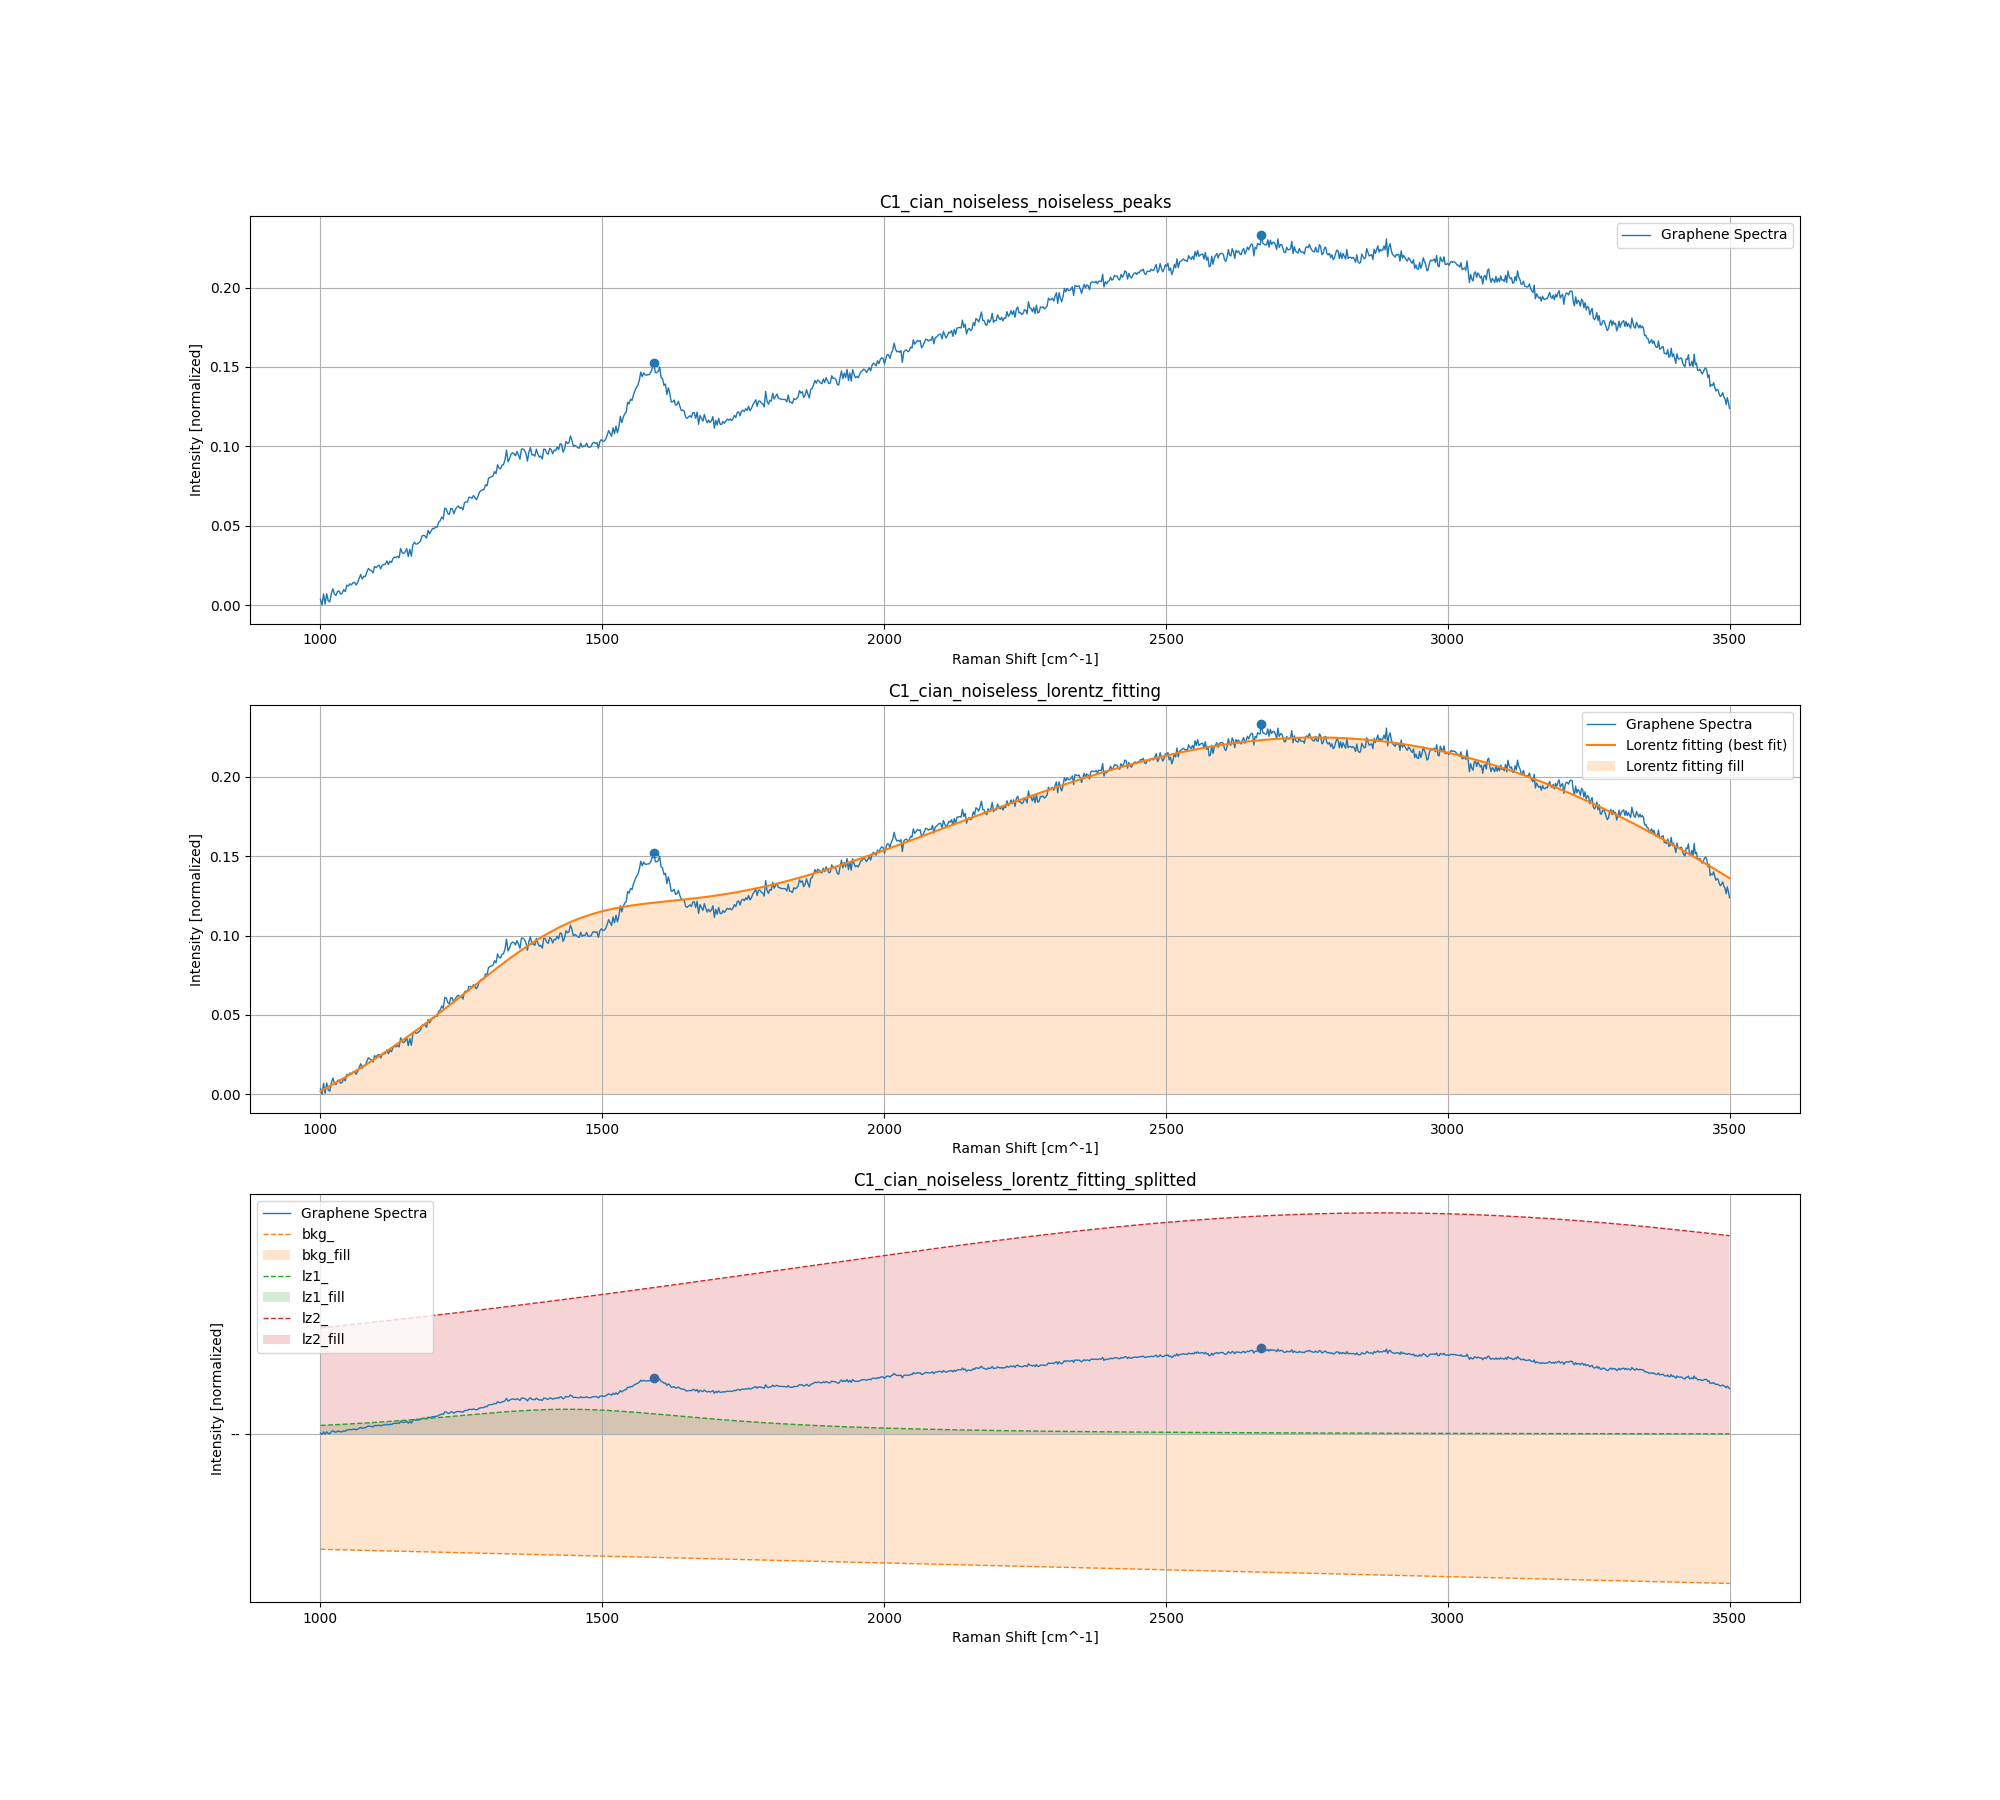 C1_cian_noiseless_noiseless_peaks
Graphene Spectra
Intensity [normalized]
0.20
0.15
0.10
0.05
0.00
1000 1500 2000 2500 3000 3500
Raman Shift [cm^-1]
C1_cian_noiseless_lorentz_fitting
Graphene Spectra
Lorentz fitting (best fit)
Lorentz fitting fill
Intensity [normalized]
0.20
0.15
0.10
0.05
0.00
1000 1500 2000 2500 3000 3500
Raman Shift [cm^-1]
C1_cian_noiseless_lorentz_fitting_splitted
Graphene Spectra
bkg_
bkg_fill
lz1_
lz1_fill
lz2_
lz2_fill
Intensity [normalized]
--
1000 1500 2000 2500 3000 3500
Raman Shift [cm^-1]